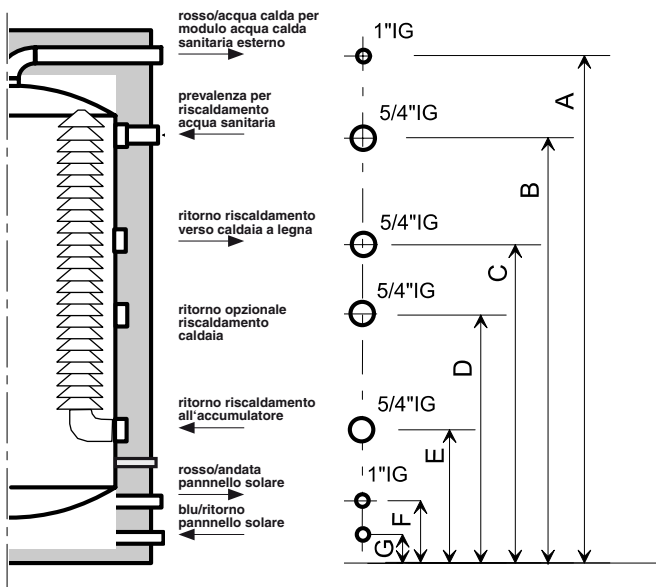 rosso/acqua calda per
modulo acqua calda
sanitaria esterno
1"IG
A
prevalenza per
riscaldamento
acqua sanitaria
5/4"IG
B
ritorno riscaldamento
verso caldaia a legna
5/4"IG
C
ritorno opzionale
riscaldamento
caldaia
5/4"IG
D
ritorno riscaldamento
all'accumulatore
5/4"IG
E
rosso/andata
pannnello solare
1"IG
F
blu/ritorno
pannnello solare
G